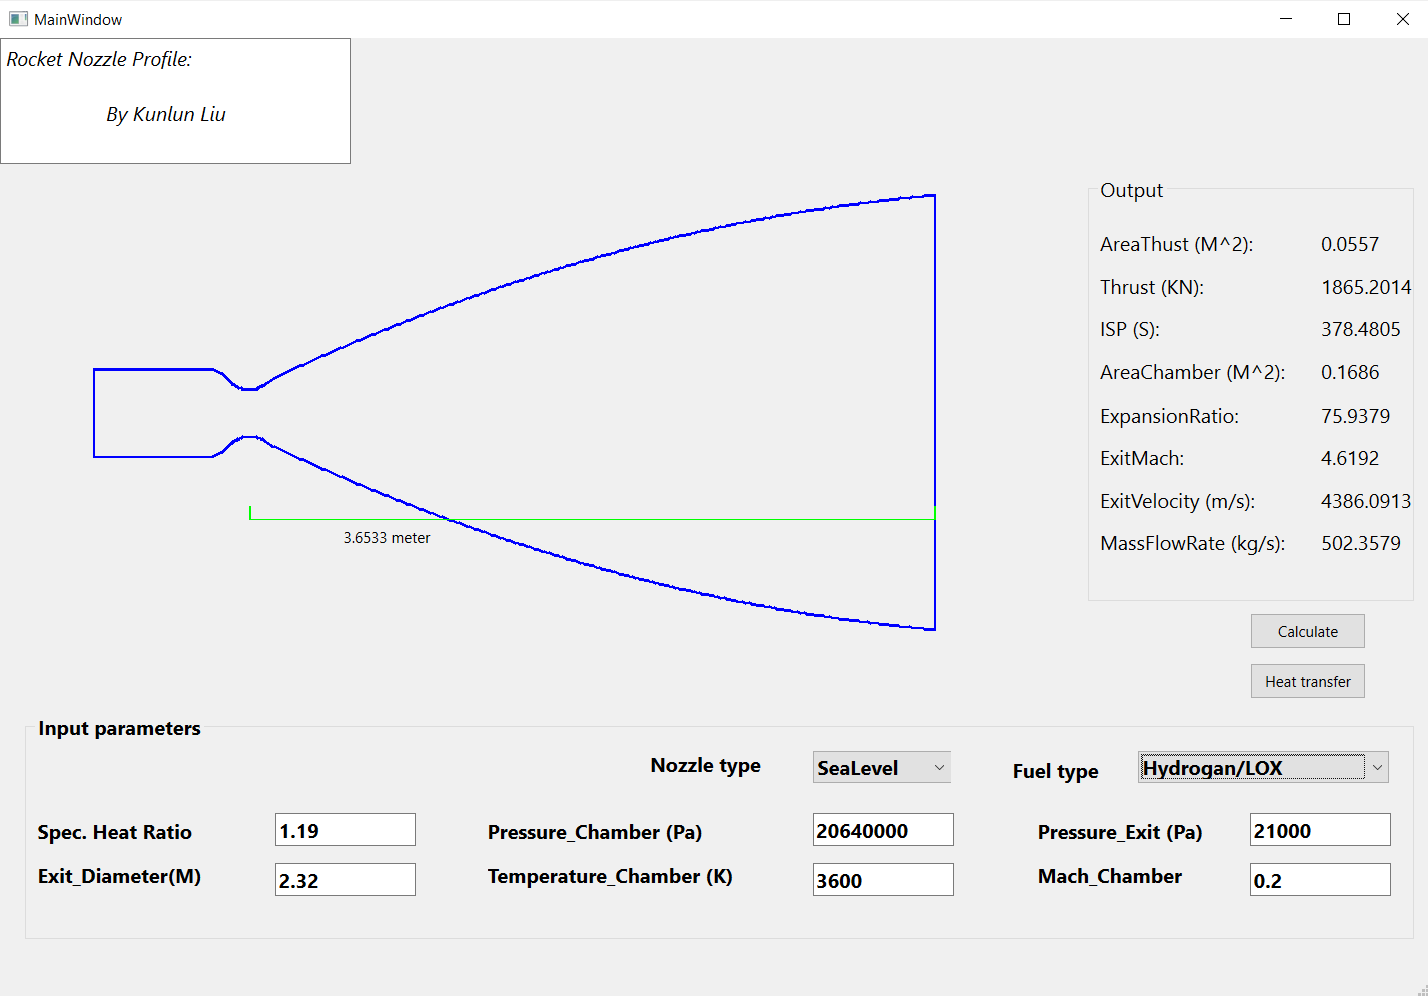 MainWindow
Rocket Nozzle Profile:
By Kunlun Liu
Output
AreaThust (M^2): 0.0557
Thrust (KN): 1865.2014
ISP (S): 378.4805
AreaChamber (M^2): 0.1686
ExpansionRatio: 75.9379
ExitMach: 4.6192
ExitVelocity (m/s): 4386.0913
MassFlowRate (kg/s): 502.3579
3.6533 meter
Calculate
Heat transfer
Input parameters
Nozzle type SeaLevel Fuel type Hydrogan/LOX
Spec. Heat Ratio 1.19 Pressure_Chamber (Pa) 20640000 Pressure_Exit (Pa) 21000
Exit_Diameter(M) 2.32 Temperature_Chamber (K) 3600 Mach_Chamber 0.2